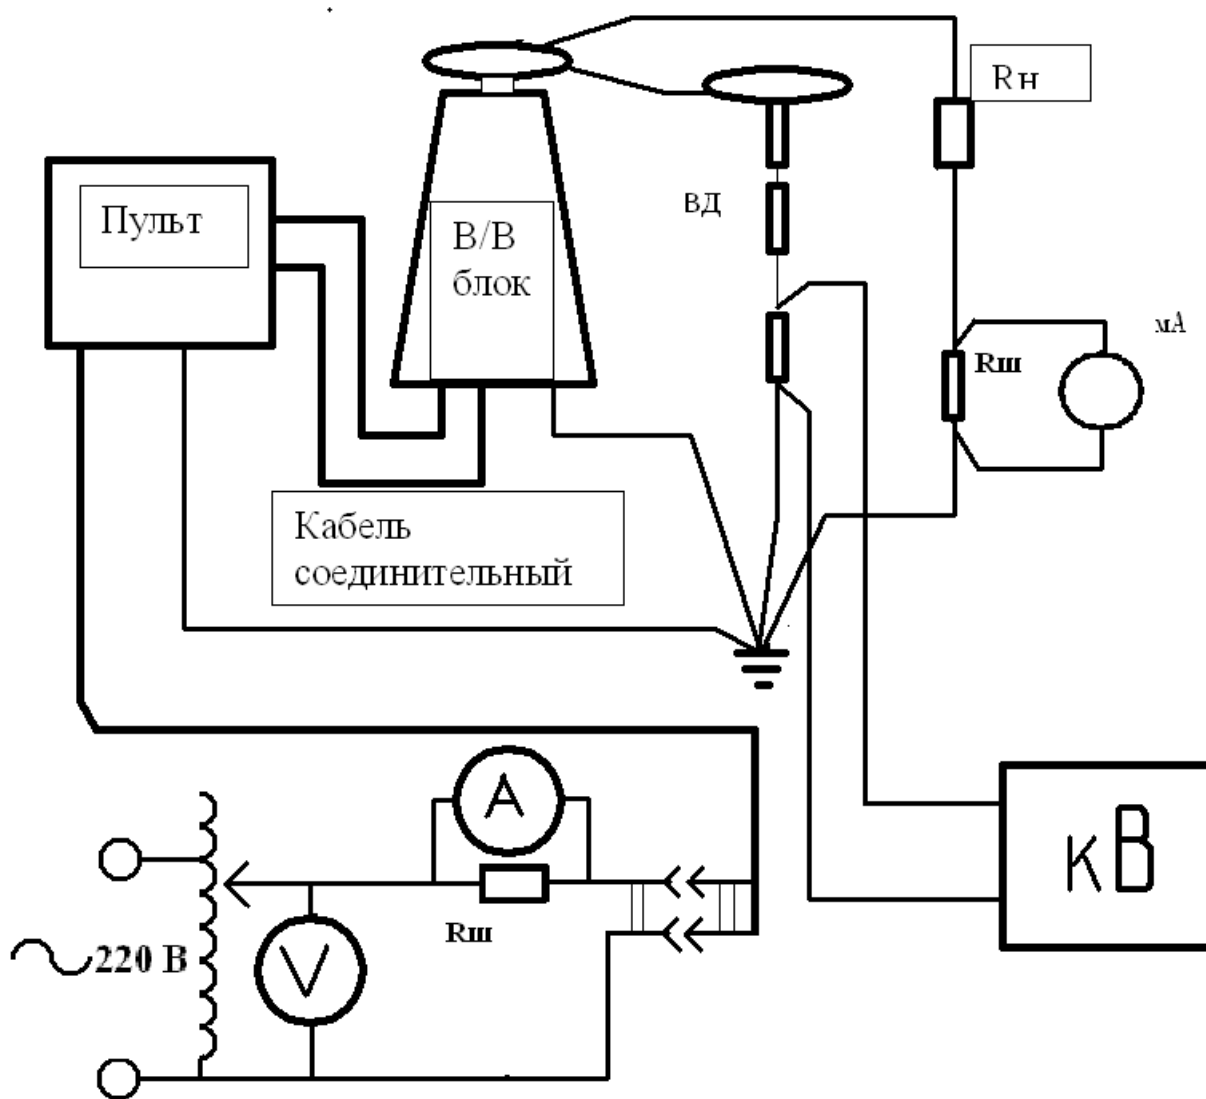 Rн
Пульт
В/В
блок
ВД
мА
Rш
Кабель
соединительный
А
кВ
Rш
V
220 В